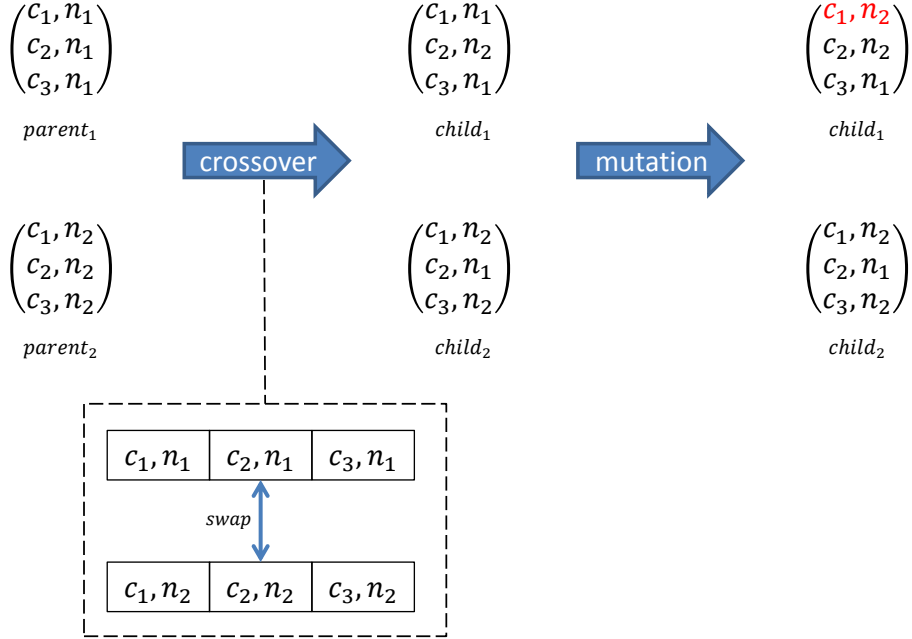 c₁, n₁
c₂, n₁
c₃, n₁
parent₁
crossover
c₁, n₁
c₂, n₂
c₃, n₁
child₁
mutation
c₁, n₂
c₂, n₂
c₃, n₁
child₁
c₁, n₂
c₂, n₂
c₃, n₂
parent₂
c₁, n₂
c₂, n₁
c₃, n₂
child₂
c₁, n₂
c₂, n₁
c₃, n₂
child₂
c₁, n₁ c₂, n₁ c₃, n₁
swap
c₁, n₂ c₂, n₂ c₃, n₂